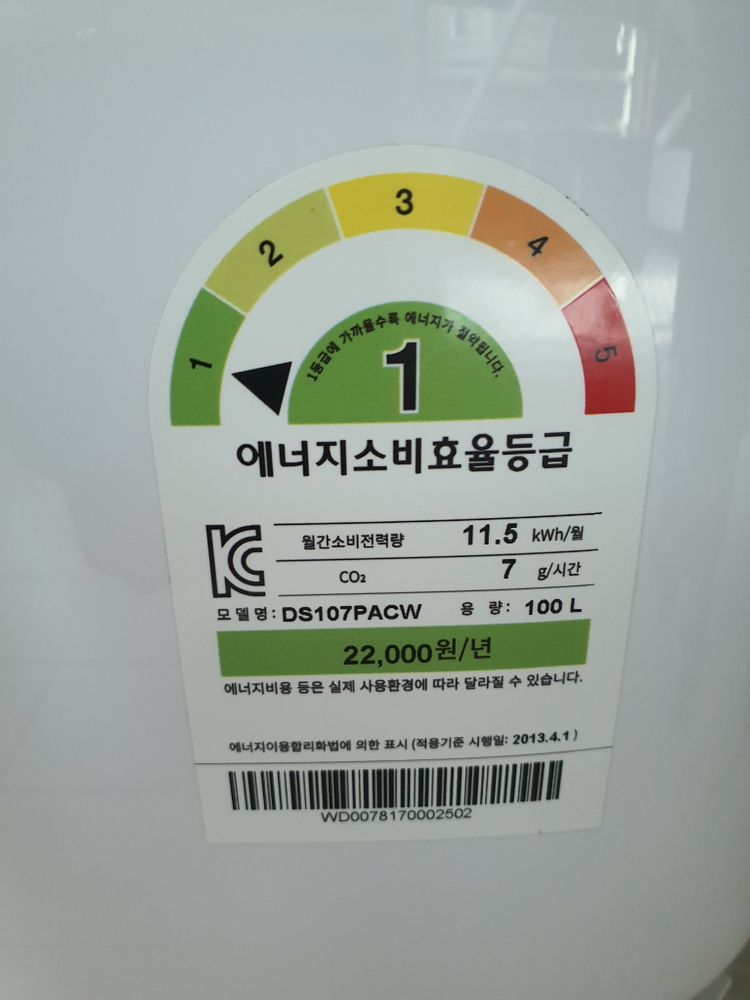 1
2
3
4
5
1등급에 가까울수록 에너지가 절약됩니다.
1
에너지소비효율등급
월간소비전력량 11.5 kWh/월
CO₂ 7 g/시간
모델명: DS107PACW 용 량: 100 L
22,000원/년
에너지비용 등은 실제 사용환경에 따라 달라질 수 있습니다.
에너지이용합리화법에 의한 표시 (적용기준 시행일: 2013.4.1)
WD0078170002502